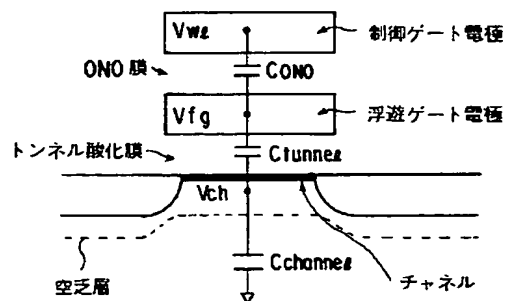 Vwℓ
制御ゲート電極
ONO膜
CONO
Vfg
浮遊ゲート電極
トンネル酸化膜
Ctunneℓ
Vch
Cchanneℓ
空乏層
チャネル